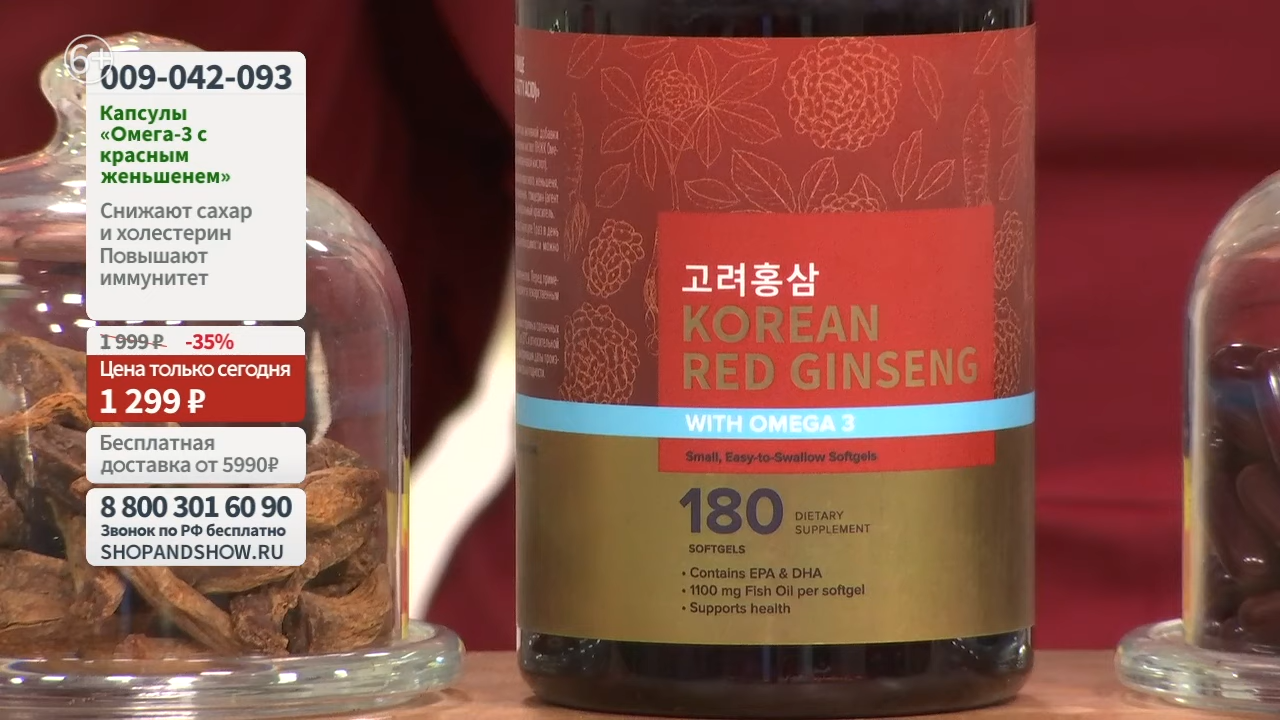 6+
009-042-093
Капсулы
«Омега-3 с
красным
женьшенем»
Снижают сахар
и холестерин
Повышают
иммунитет
1 999 ₽ -35%
Цена только сегодня
1 299 ₽
Бесплатная
доставка от 5990₽
8 800 301 60 90
Звонок по РФ бесплатно
SHOPANDSHOW.RU
고려홍삼
KOREAN
RED GINSENG
WITH OMEGA 3
Small, Easy-to-Swallow Softgels
180 DIETARY
SUPPLEMENT
SOFTGELS
• Contains EPA & DHA
• 1100 mg Fish Oil per softgel
• Supports health